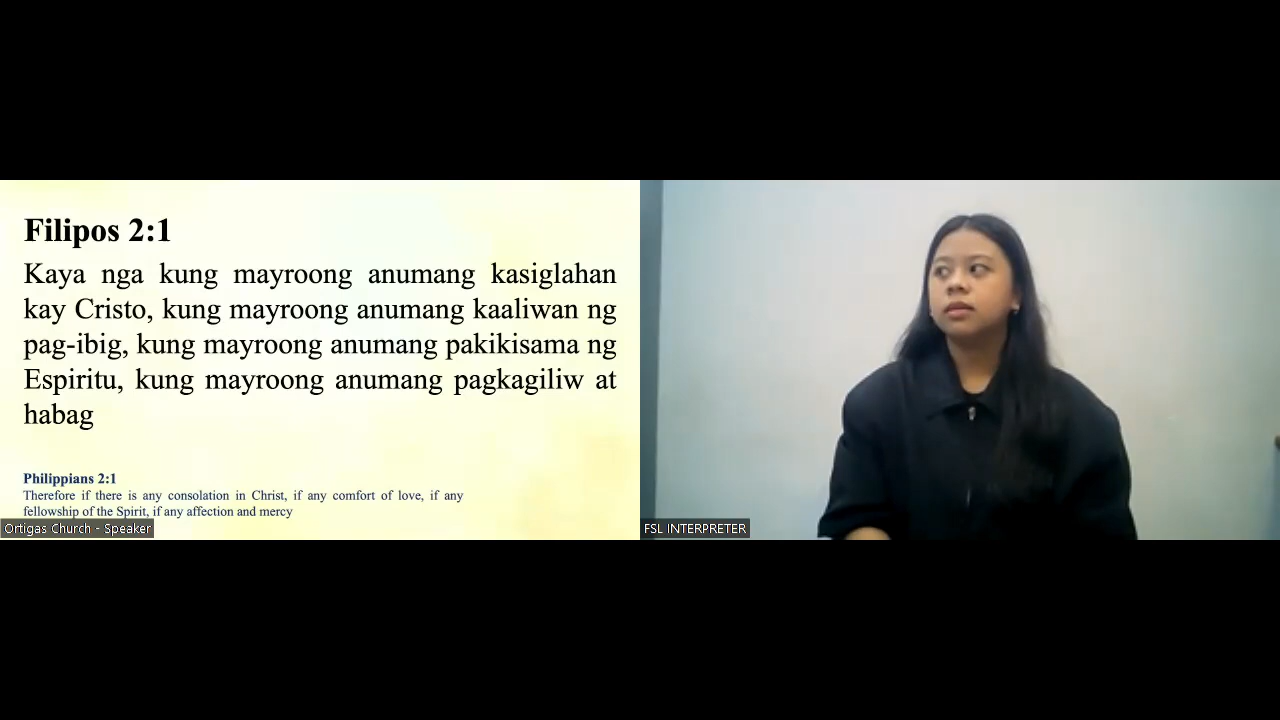 Filipos 2:1
Kaya nga kung mayroong anumang kasiglahan
kay Cristo, kung mayroong anumang kaaliwan ng
pag-ibig, kung mayroong anumang pakikisama ng
Espiritu, kung mayroong anumang pagkagiliw at
habag
Philippians 2:1
Therefore if there is any consolation in Christ, if any comfort of love, if any
fellowship of the Spirit, if any affection and mercy
Ortigas Church - Speaker
FSL INTERPRETER